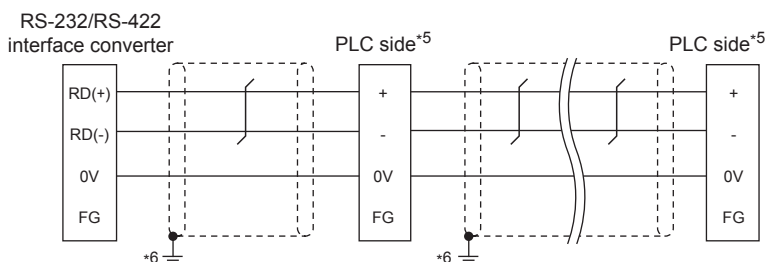 RS-232/RS-422
interface converter
PLC side*5
PLC side*5
RD(+)
+
+
RD(-)
-
-
0V
0V
0V
FG
FG
FG
*6
*6